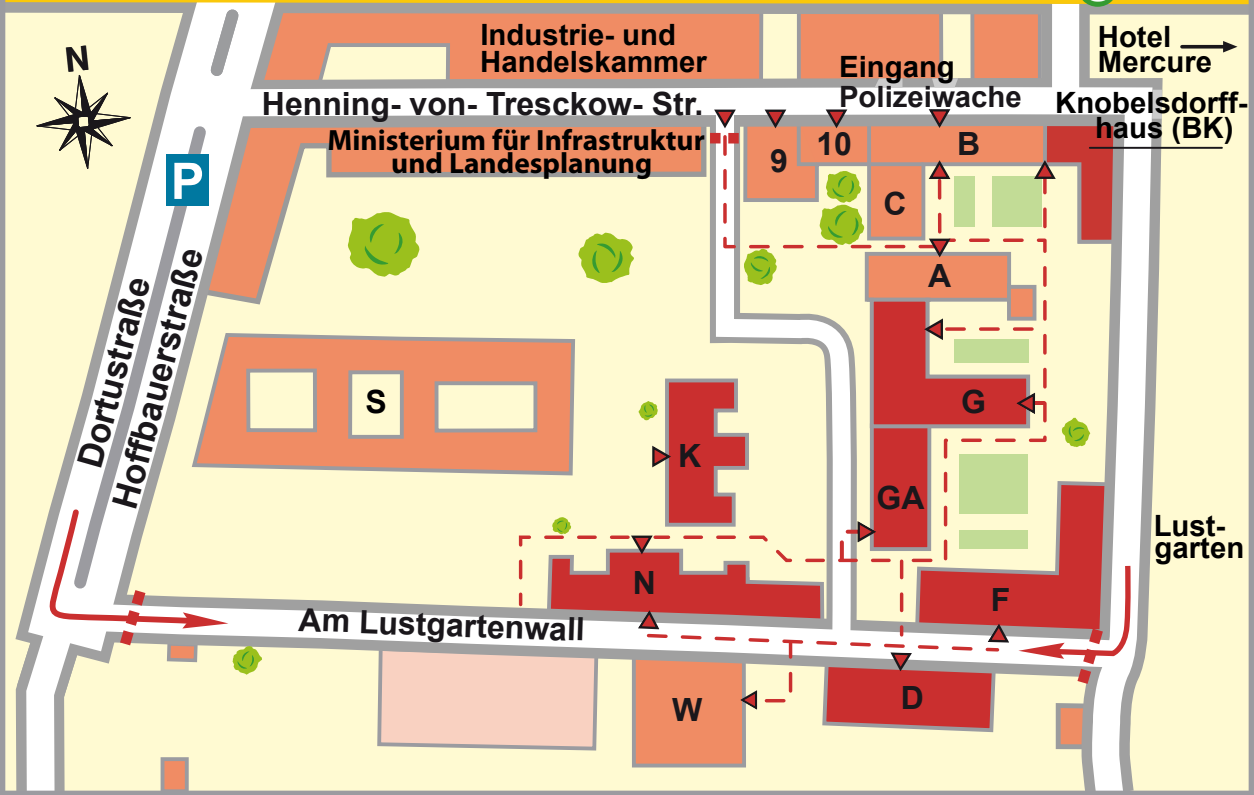 N
Industrie- und
Handelskammer
Hotel
Mercure
Eingang
Polizeiwache
Henning- von- Tresckow- Str.
Knobelsdorff-
haus (BK)
Ministerium für Infrastruktur
und Landesplanung
9
10
B
P
C
A
Dortustraße
Hoffbauerstraße
S
G
K
GA
Lust-
garten
N
F
Am Lustgartenwall
W
D